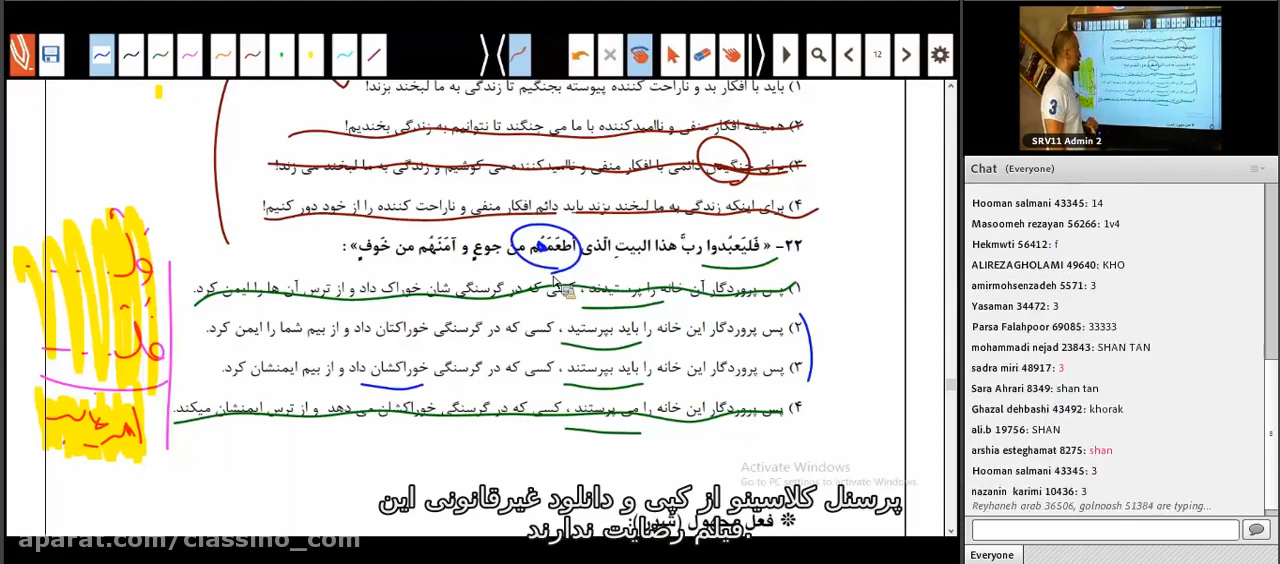 12
۱) باید با افکار بد و ناراحت کننده پیوسته بجنگیم تا زندگی به ما لبخند بزند!
۲) همیشه افکار منفی و ناامیدکننده با ما می جنگند تا نتوانیم به زندگی بخندیم!
۳) برای جنگیدن دائمی با افکار منفی و ناامیدکننده می کوشیم و زندگی به ما لبخند می زند!
۴) برای اینکه زندگی به ما لبخند بزند باید دائم افکار منفی و ناراحت کننده را از خود دور کنیم!
۲۲- « فَلیَعبُدوا ربَّ هذا البیتِ الّذی أطعَمَهُم من جوعٍ و آمَنَهُم من خَوفٍ» :
۱) پس پروردگار آن خانه را پرستیدند ، کسی که در گرسنگی شان خوراک داد و از ترس آن ها را ایمن کرد.
۲) پس پروردگار این خانه را باید بپرستید ، کسی که در گرسنگی خوراکتان داد و از بیم شما را ایمن کرد.
۳) پس پروردگار این خانه را باید بپرستند ، کسی که در گرسنگی خوراکشان داد و از بیم ایمنشان کرد.
۴) پس پروردگار این خانه را می پرستند ، کسی که در گرسنگی خوراکشان می دهد و از ترس ایمنشان میکند.
Activate Windows
Go to PC settings to activate Windows.
پرسنل کلاسینو از کپی و دانلود غیرقانونی این
فیلم رضایت ندارند.
aparat.com/classino_com
3
SRV11 Admin 2
Chat (Everyone)
Hooman salmani 43345: 14
Masoomeh rezayan 56266: 1v4
Hekmwti 56412: f
ALIREZAGHOLAMI 49640: KHO
amirmohsenzadeh 5571: 3
Yasaman 34472: 3
Parsa Falahpoor 69085: 33333
mohammadi nejad 23843: SHAN TAN
sadra miri 48917: 3
Sara Ahrari 8349: shan tan
Ghazal dehbashi 43492: khorak
ali.b 19756: SHAN
arshia esteghamat 8275: shan
Hooman salmani 43345: 3
nazanin karimi 10436: 3
Reyhaneh arab 36506, golnoosh 51384 are typing...
Everyone